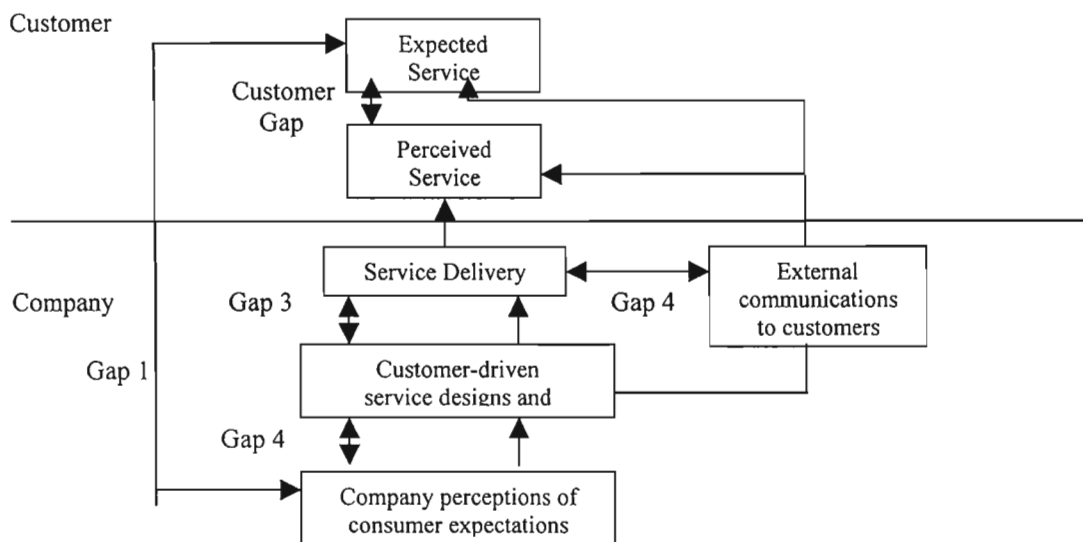 Customer
Expected
Service
Customer
Gap
Perceived
Service
Service Delivery
External
communications
to customers
Company
Gap 3
Gap 4
Gap 1
Customer-driven
service designs and
Gap 4
Company perceptions of
consumer expectations